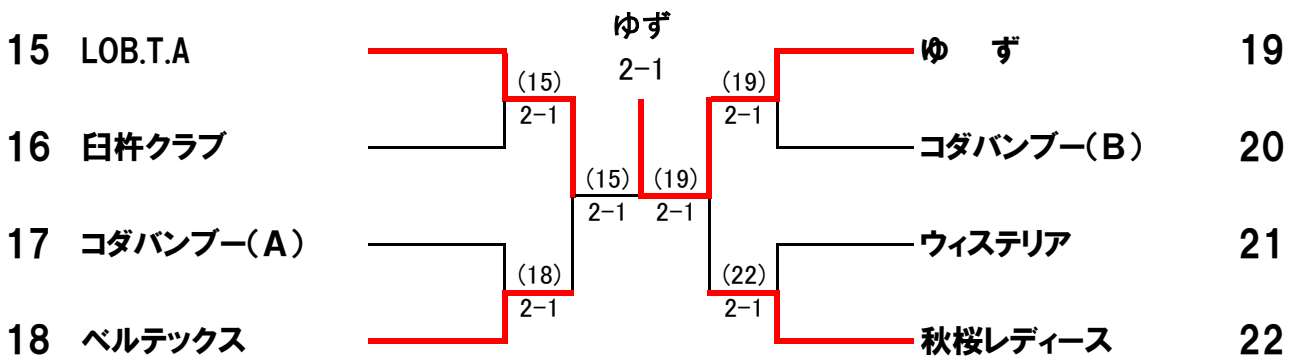 ゆず
2-1
15 LOB.T.A
ゆ ず 19
(15)
2-1
(19)
2-1
16 臼杵クラブ
コダバンブー(B) 20
(15)
2-1
(19)
2-1
17 コダバンブー(A)
ウィステリア 21
(18)
2-1
(22)
2-1
18 ベルテックス
秋桜レディース 22